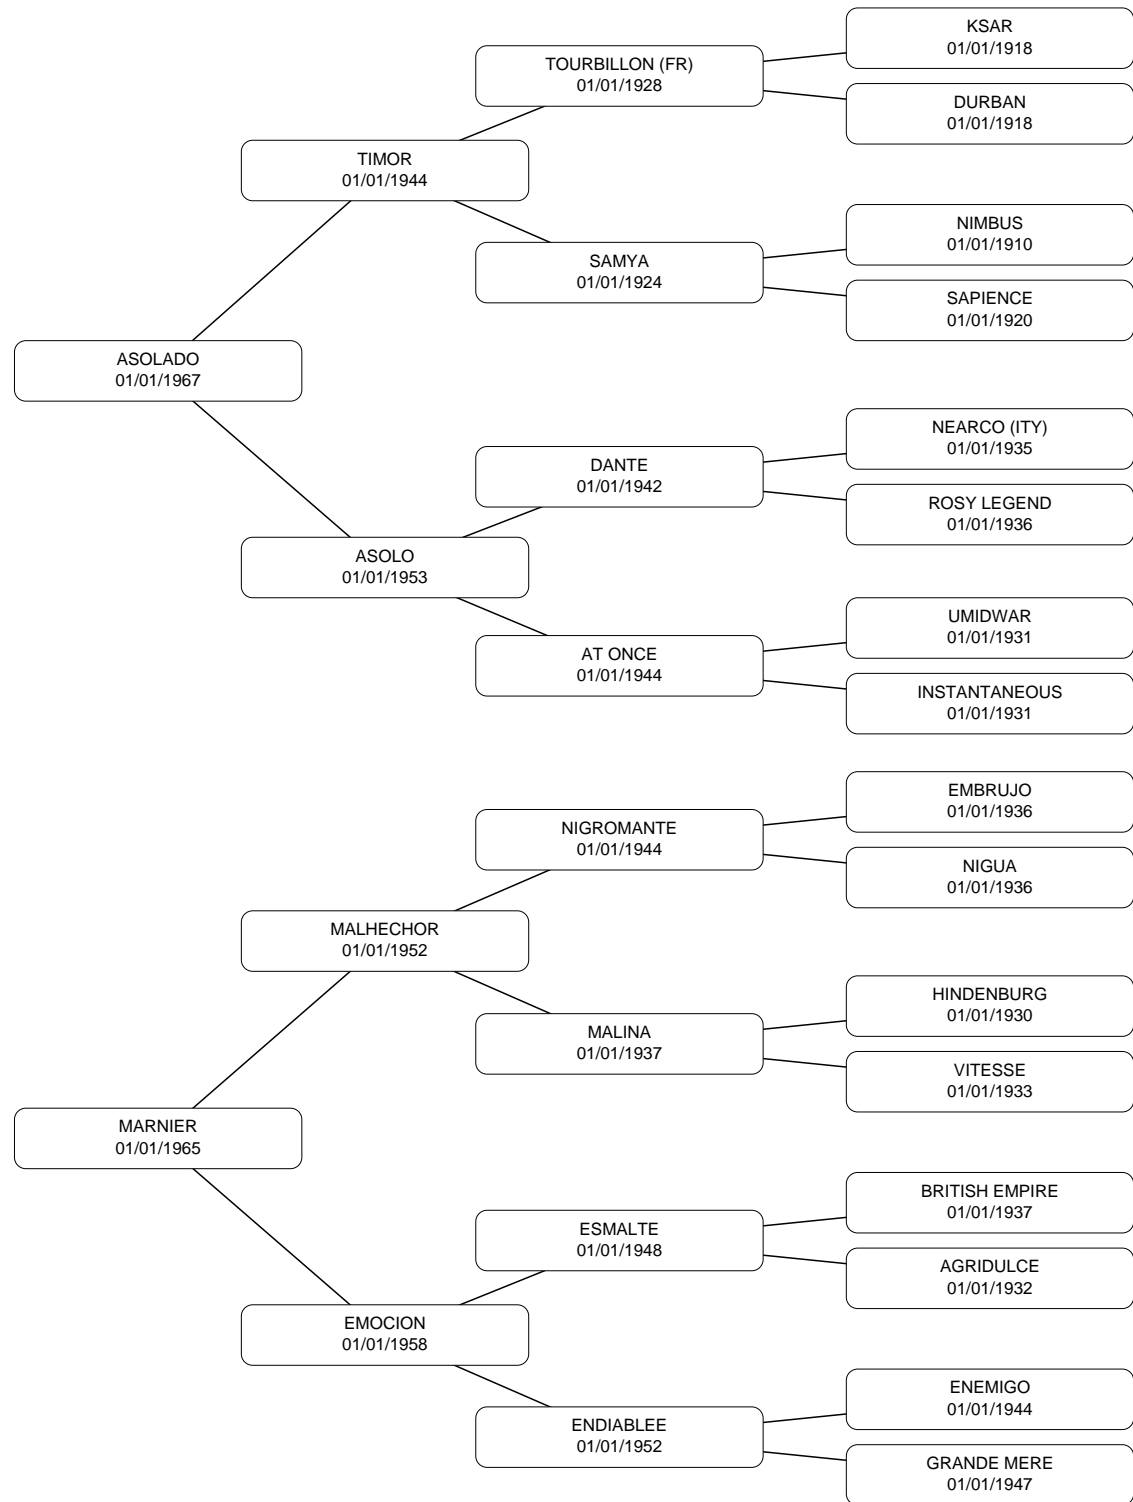 KSAR
01/01/1918
TOURBILLON (FR)
01/01/1928
DURBAN
01/01/1918
TIMOR
01/01/1944
NIMBUS
01/01/1910
SAMYA
01/01/1924
SAPIENCE
01/01/1920
ASOLADO
01/01/1967
NEARCO (ITY)
01/01/1935
DANTE
01/01/1942
ROSY LEGEND
01/01/1936
ASOLO
01/01/1953
UMIDWAR
01/01/1931
AT ONCE
01/01/1944
INSTANTANEOUS
01/01/1931
EMBRUJO
01/01/1936
NIGROMANTE
01/01/1944
NIGUA
01/01/1936
MALHECHOR
01/01/1952
HINDENBURG
01/01/1930
MALINA
01/01/1937
VITESSE
01/01/1933
MARNIER
01/01/1965
BRITISH EMPIRE
01/01/1937
ESMALTE
01/01/1948
AGRIDULCE
01/01/1932
EMOCION
01/01/1958
ENEMIGO
01/01/1944
ENDIABLEE
01/01/1952
GRANDE MERE
01/01/1947